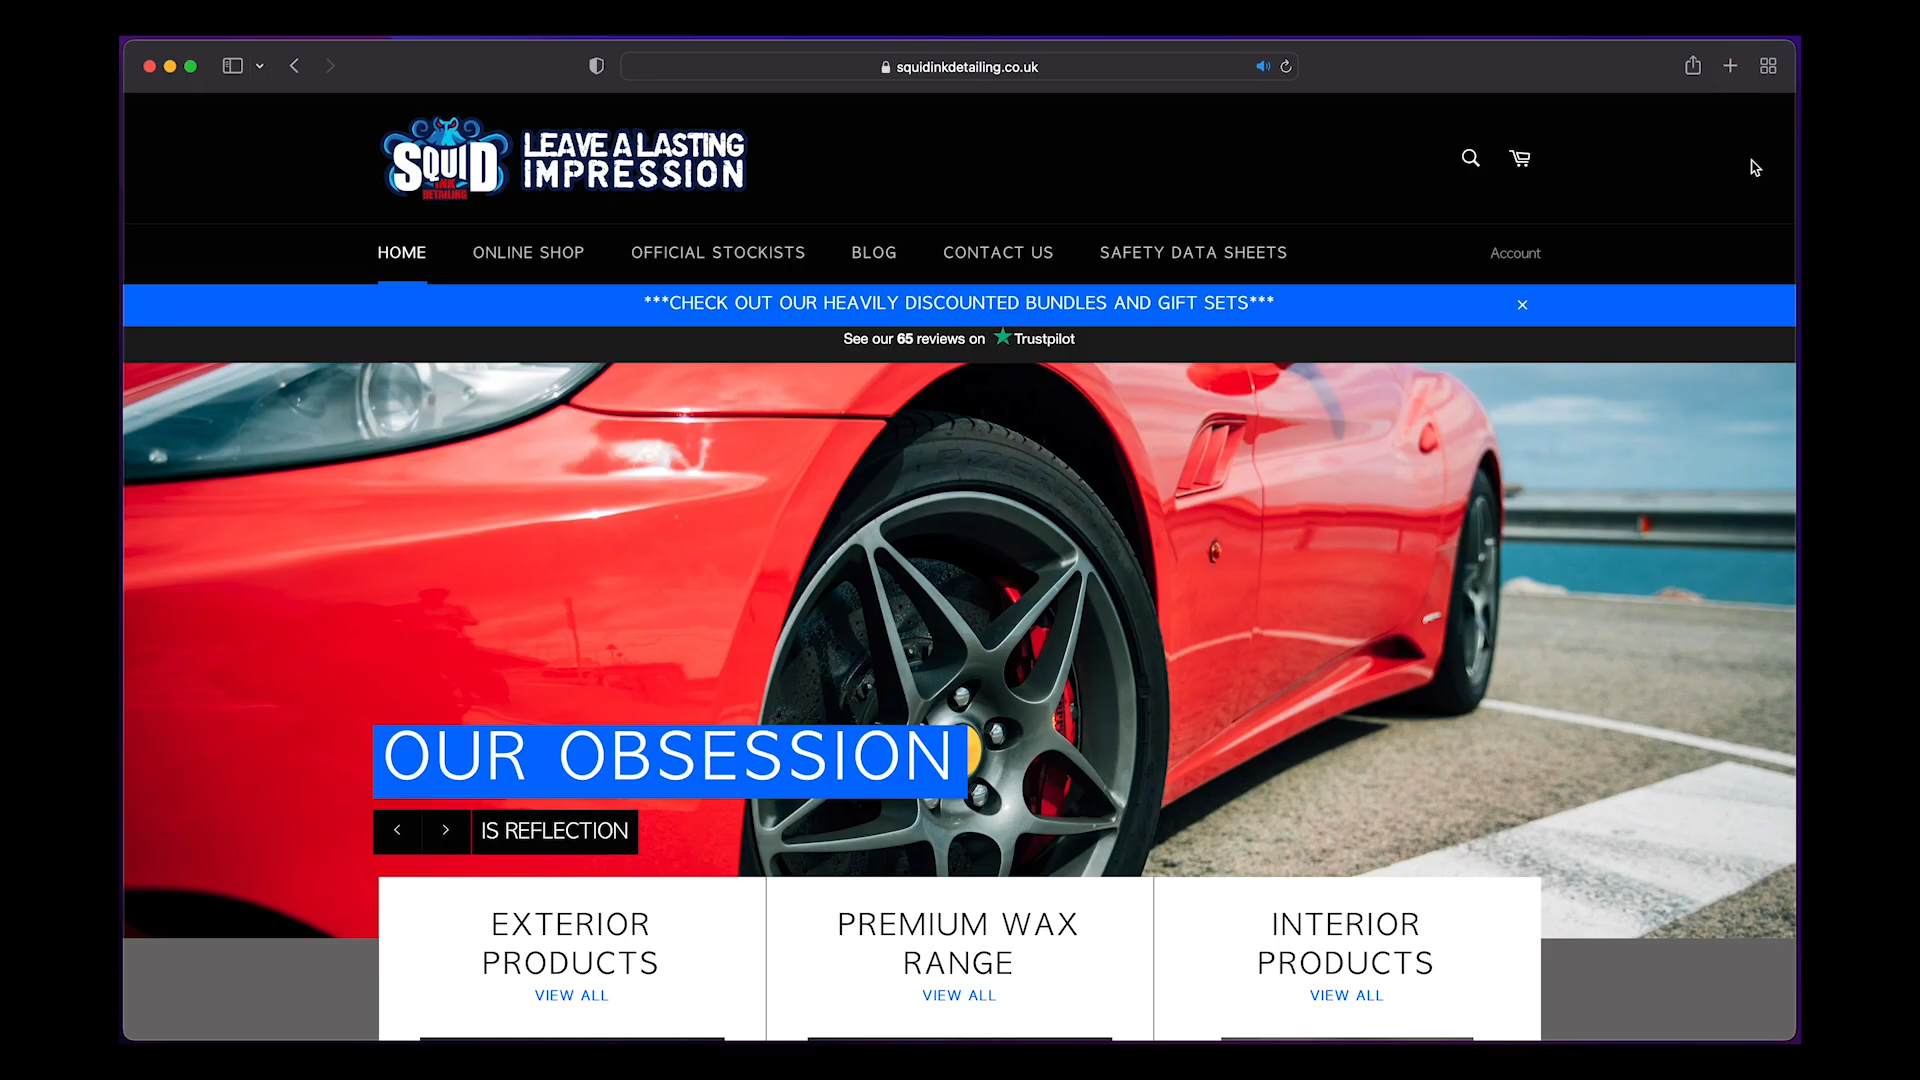 squidinkdetailing.co.uk
SQUID
INK
DETAILING
LEAVE A LASTING
IMPRESSION
HOME ONLINE SHOP OFFICIAL STOCKISTS BLOG CONTACT US SAFETY DATA SHEETS Account
***CHECK OUT OUR HEAVILY DISCOUNTED BUNDLES AND GIFT SETS***
See our 65 reviews on Trustpilot
OUR OBSESSION
IS REFLECTION
EXTERIOR
PRODUCTS
VIEW ALL
PREMIUM WAX
RANGE
VIEW ALL
INTERIOR
PRODUCTS
VIEW ALL